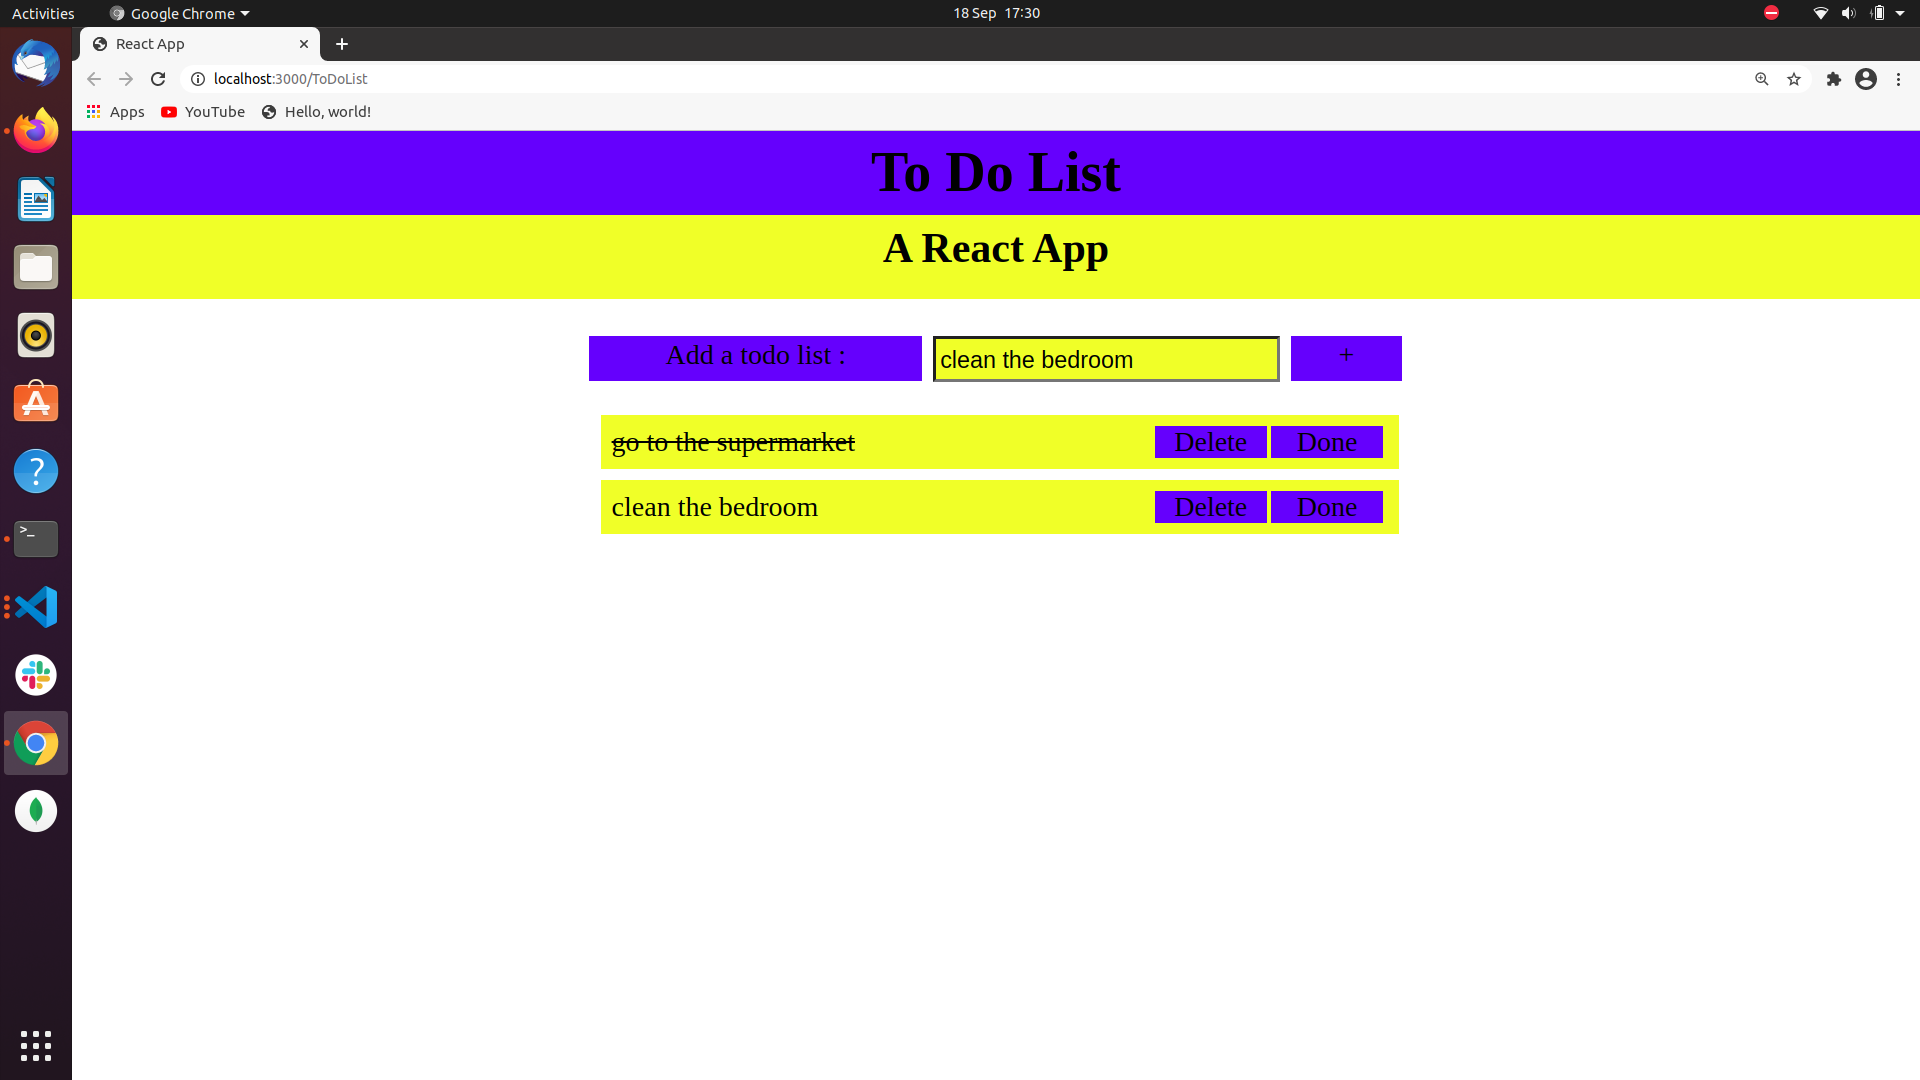 Activities
Google Chrome
18 Sep 17:30
React App
localhost:3000/ToDoList
Apps
YouTube
Hello, world!
To Do List
A React App
Add a todo list :
clean the bedroom
+
go to the supermarket
Delete
Done
clean the bedroom
Delete
Done